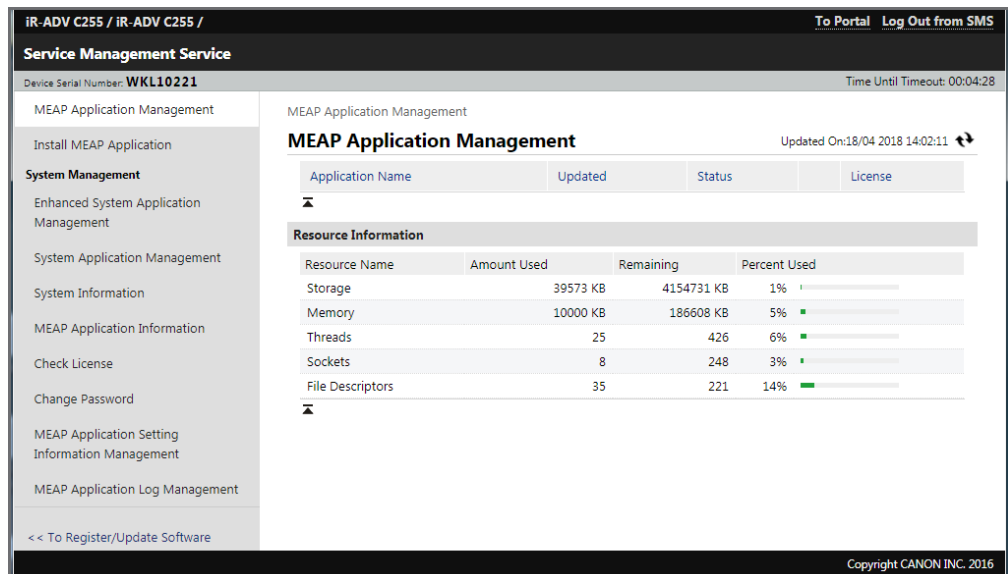 iR-ADV C255 / iR-ADV C255 / To Portal Log Out from SMS
Service Management Service
Device Serial Number: WKL10221 Time Until Timeout: 00:04:28
MEAP Application Management
Install MEAP Application
System Management
Enhanced System Application
Management
System Application Management
System Information
MEAP Application Information
Check License
Change Password
MEAP Application Setting
Information Management
MEAP Application Log Management
<< To Register/Update Software
MEAP Application Management
MEAP Application Management Updated On:18/04 2018 14:02:11
Application Name Updated Status License
Resource Information
Resource Name Amount Used Remaining Percent Used
Storage 39573 KB 4154731 KB 1%
Memory 10000 KB 186608 KB 5%
Threads 25 426 6%
Sockets 8 248 3%
File Descriptors 35 221 14%
Copyright CANON INC. 2016